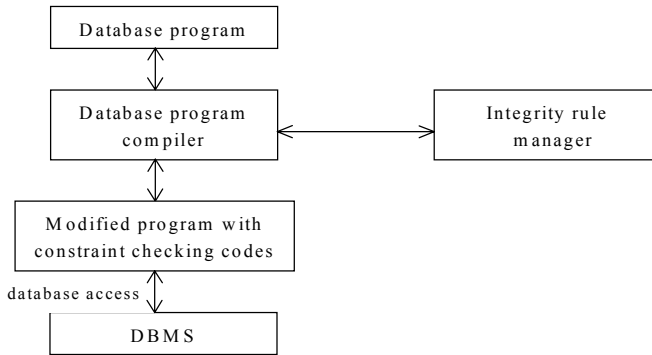 Database program
Database program
compiler
Integrity rule
manager
Modified program with
constraint checking codes
database access
DBMS